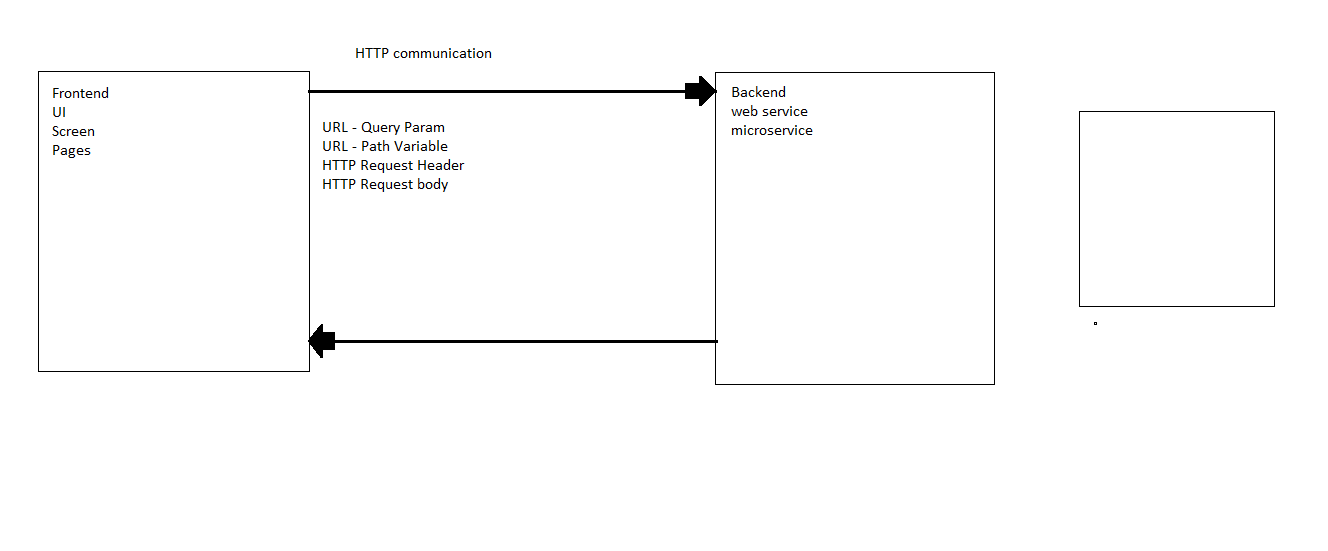 HTTP communication
Frontend
UI
Screen
Pages
URL - Query Param
URL - Path Variable
HTTP Request Header
HTTP Request body
Backend
web service
microservice